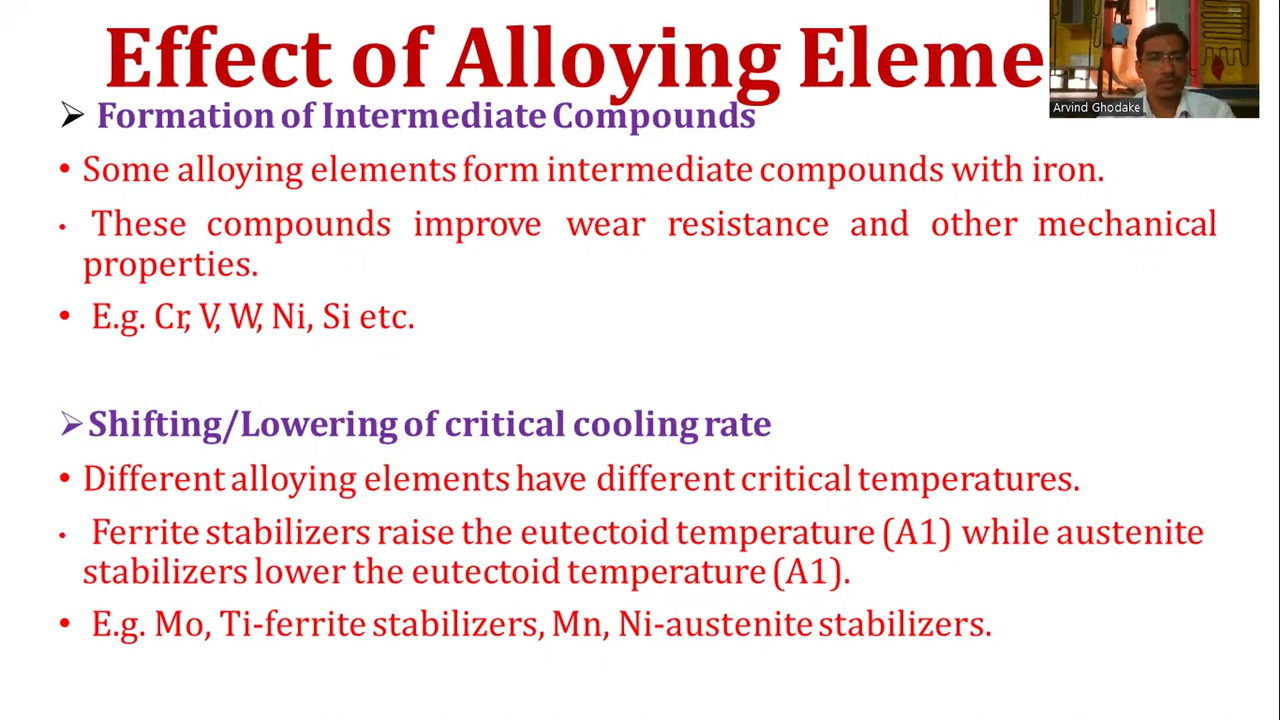 Effect of Alloying Eleme
Arvind Ghodake
➢ Formation of Intermediate Compounds
• Some alloying elements form intermediate compounds with iron.
• These compounds improve wear resistance and other mechanical
properties.
• E.g. Cr, V, W, Ni, Si etc.
➢ Shifting/Lowering of critical cooling rate
• Different alloying elements have different critical temperatures.
• Ferrite stabilizers raise the eutectoid temperature (A1) while austenite
stabilizers lower the eutectoid temperature (A1).
• E.g. Mo, Ti-ferrite stabilizers, Mn, Ni-austenite stabilizers.